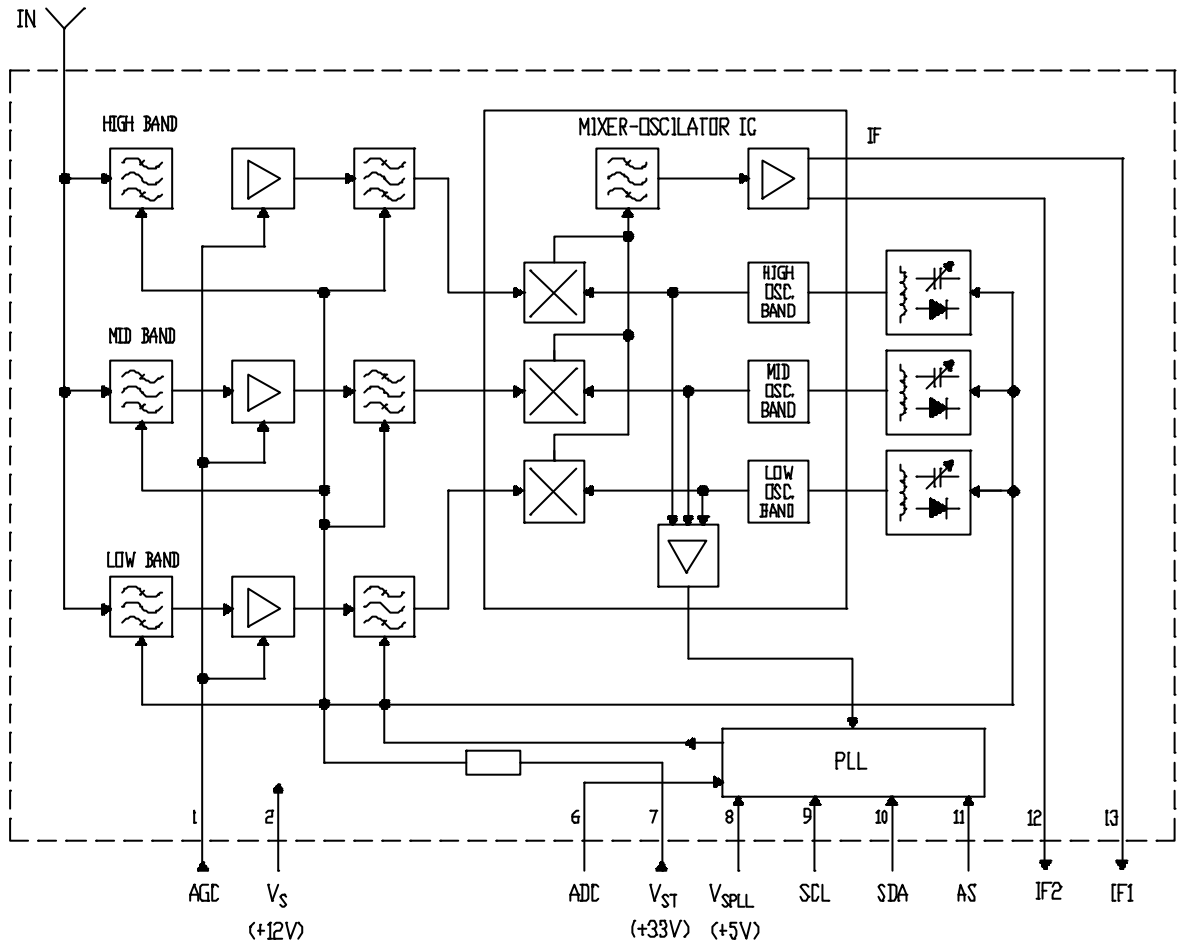 IN
HIGH BAND
MIXER-OSCILATOR IC
IF
HIGH
OSC.
BAND
MID BAND
MID
OSC.
BAND
LOW
OSC.
BAND
LOW BAND
PLL
1
2
6
7
8
9
10
11
12
13
AGC
VS
(+12V)
ADC
VST
(+33V)
VSPLL
(+5V)
SCL
SDA
AS
IF2
IF1